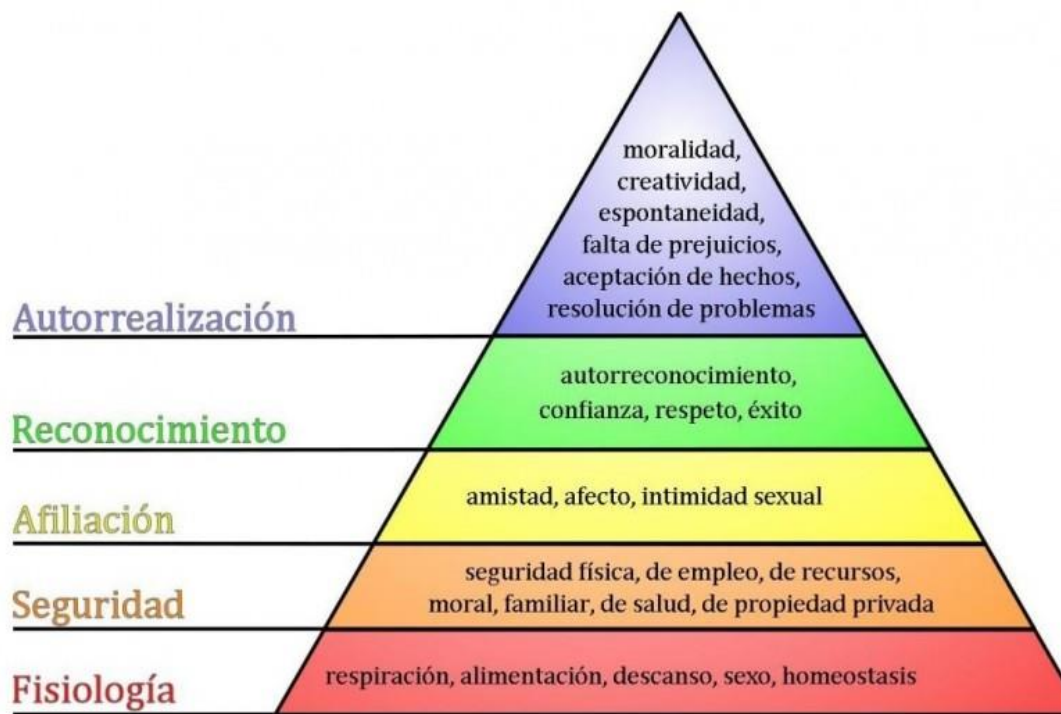 moralidad,
creatividad,
espontaneidad,
falta de prejuicios,
aceptación de hechos,
resolución de problemas
Autorrealización
autorreconocimiento,
confianza, respeto, éxito
Reconocimiento
amistad, afecto, intimidad sexual
Afiliación
seguridad física, de empleo, de recursos,
moral, familiar, de salud, de propiedad privada
Seguridad
respiración, alimentación, descanso, sexo, homeostasis
Fisiología